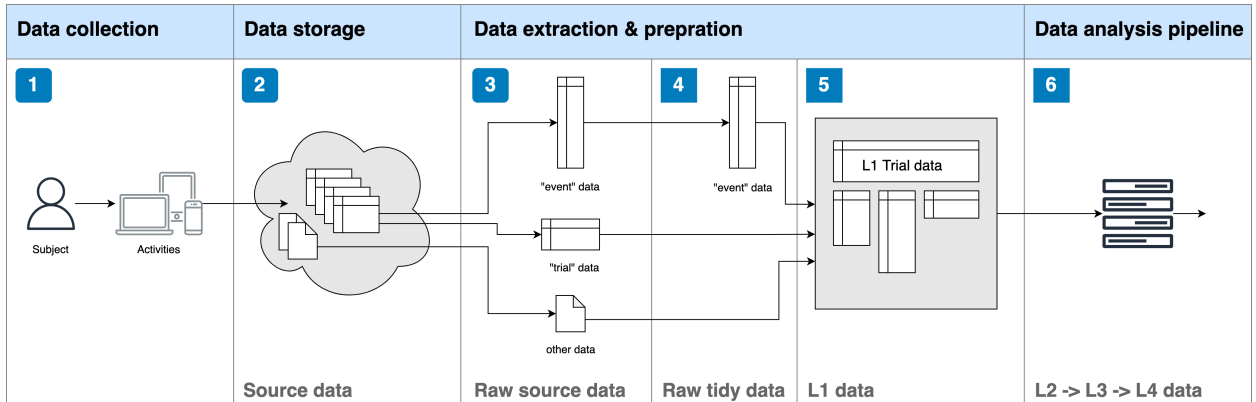 Data collection
Data storage
Data extraction & prepration
Data analysis pipeline
1
2
3
4
5
6
"event" data
"event" data
L1 Trial data
Subject
Activities
"trial" data
other data
Source data
Raw source data
Raw tidy data
L1 data
L2 -> L3 -> L4 data